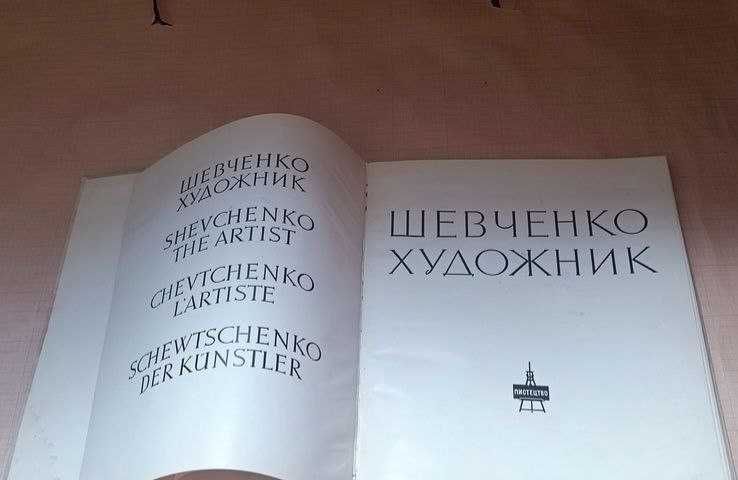 ШЕВЧЕНКО
ХУДОЖНИК
SHEVCHENKO
THE ARTIST
CHEVTCHENKO
L'ARTISTE
SCHEWTSCHENKO
DER KÜNSTLER
ШЕВЧЕНКО
ХУДОЖНИК
МИСТЕЦТВО